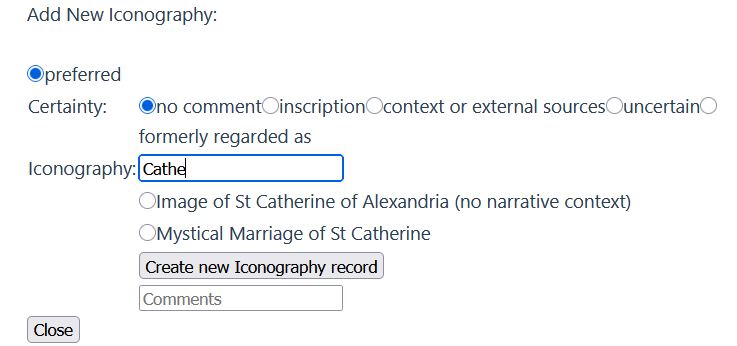 Add New Iconography:
preferred
Certainty: no comment inscription context or external sources uncertain
formerly regarded as
Iconography: Cathe
Image of St Catherine of Alexandria (no narrative context)
Mystical Marriage of St Catherine
Create new Iconography record
Comments
Close